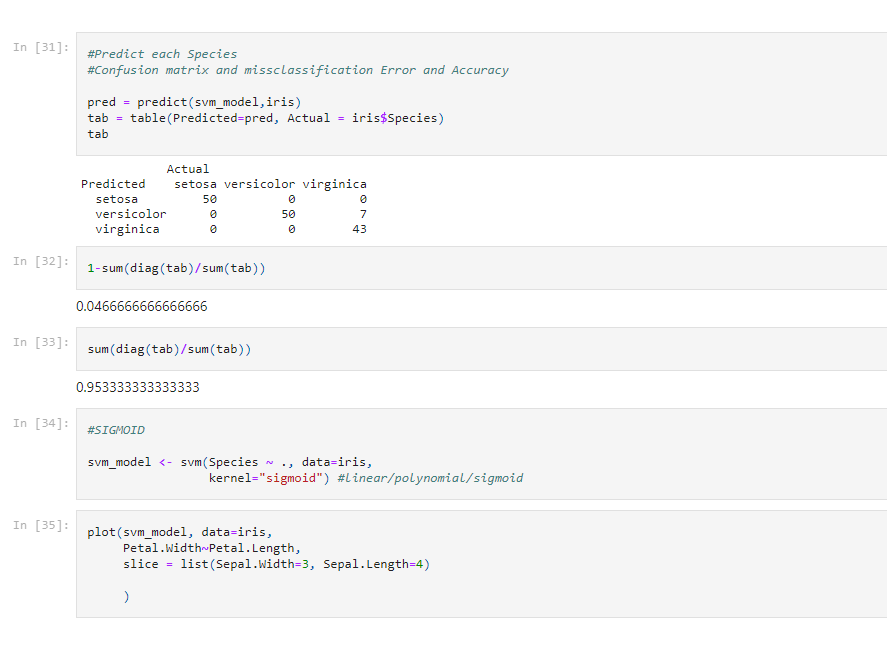 In [31]:
#Predict each Species
#Confusion matrix and missclassification Error and Accuracy
pred = predict(svm_model,iris)
tab = table(Predicted=pred, Actual = iris$Species)
tab
Actual
Predicted    setosa versicolor virginica
setosa         50          0         0
versicolor      0         50         7
virginica       0          0        43
In [32]:
1-sum(diag(tab)/sum(tab))
0.0466666666666666
In [33]:
sum(diag(tab)/sum(tab))
0.953333333333333
In [34]:
#SIGMOID
svm_model <- svm(Species ~ ., data=iris,
kernel="sigmoid") #linear/polynomial/sigmoid
In [35]:
plot(svm_model, data=iris,
Petal.Width~Petal.Length,
slice = list(Sepal.Width=3, Sepal.Length=4)
)